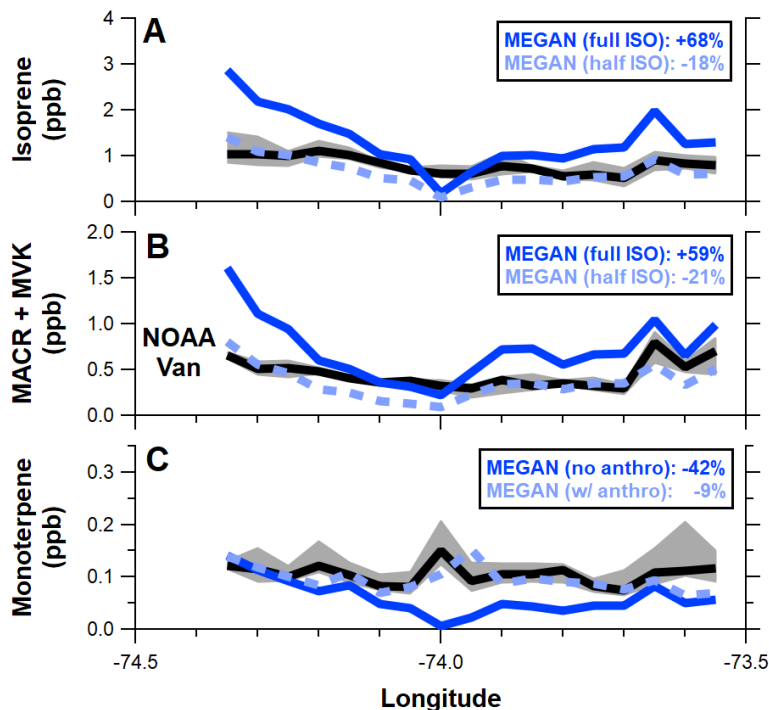 A
MEGAN (full ISO): +68%
MEGAN (half ISO): -18%
Isoprene
(ppb)
4
3
2
1
0
B
MEGAN (full ISO): +59%
MEGAN (half ISO): -21%
NOAA
Van
MACR + MVK
(ppb)
2.0
1.5
1.0
0.5
0.0
C
MEGAN (no anthro): -42%
MEGAN (w/ anthro): -9%
Monoterpene
(ppb)
0.3
0.2
0.1
0.0
-74.5
-74.0
-73.5
Longitude